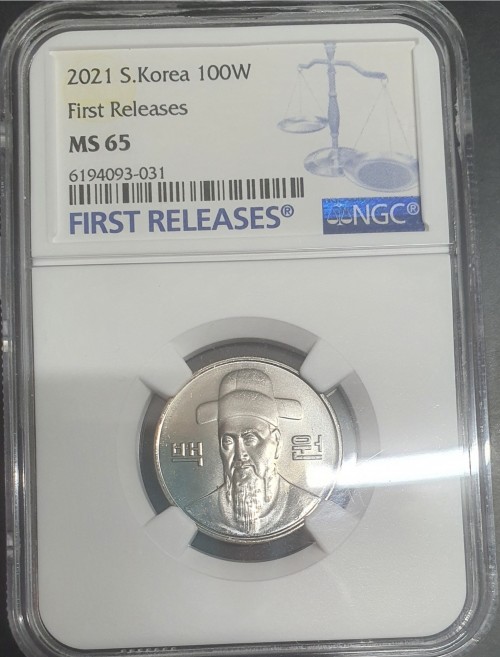 2021 S.Korea 100W
First Releases
MS 65
6194093-031
FIRST RELEASES®
NGC®
백 원